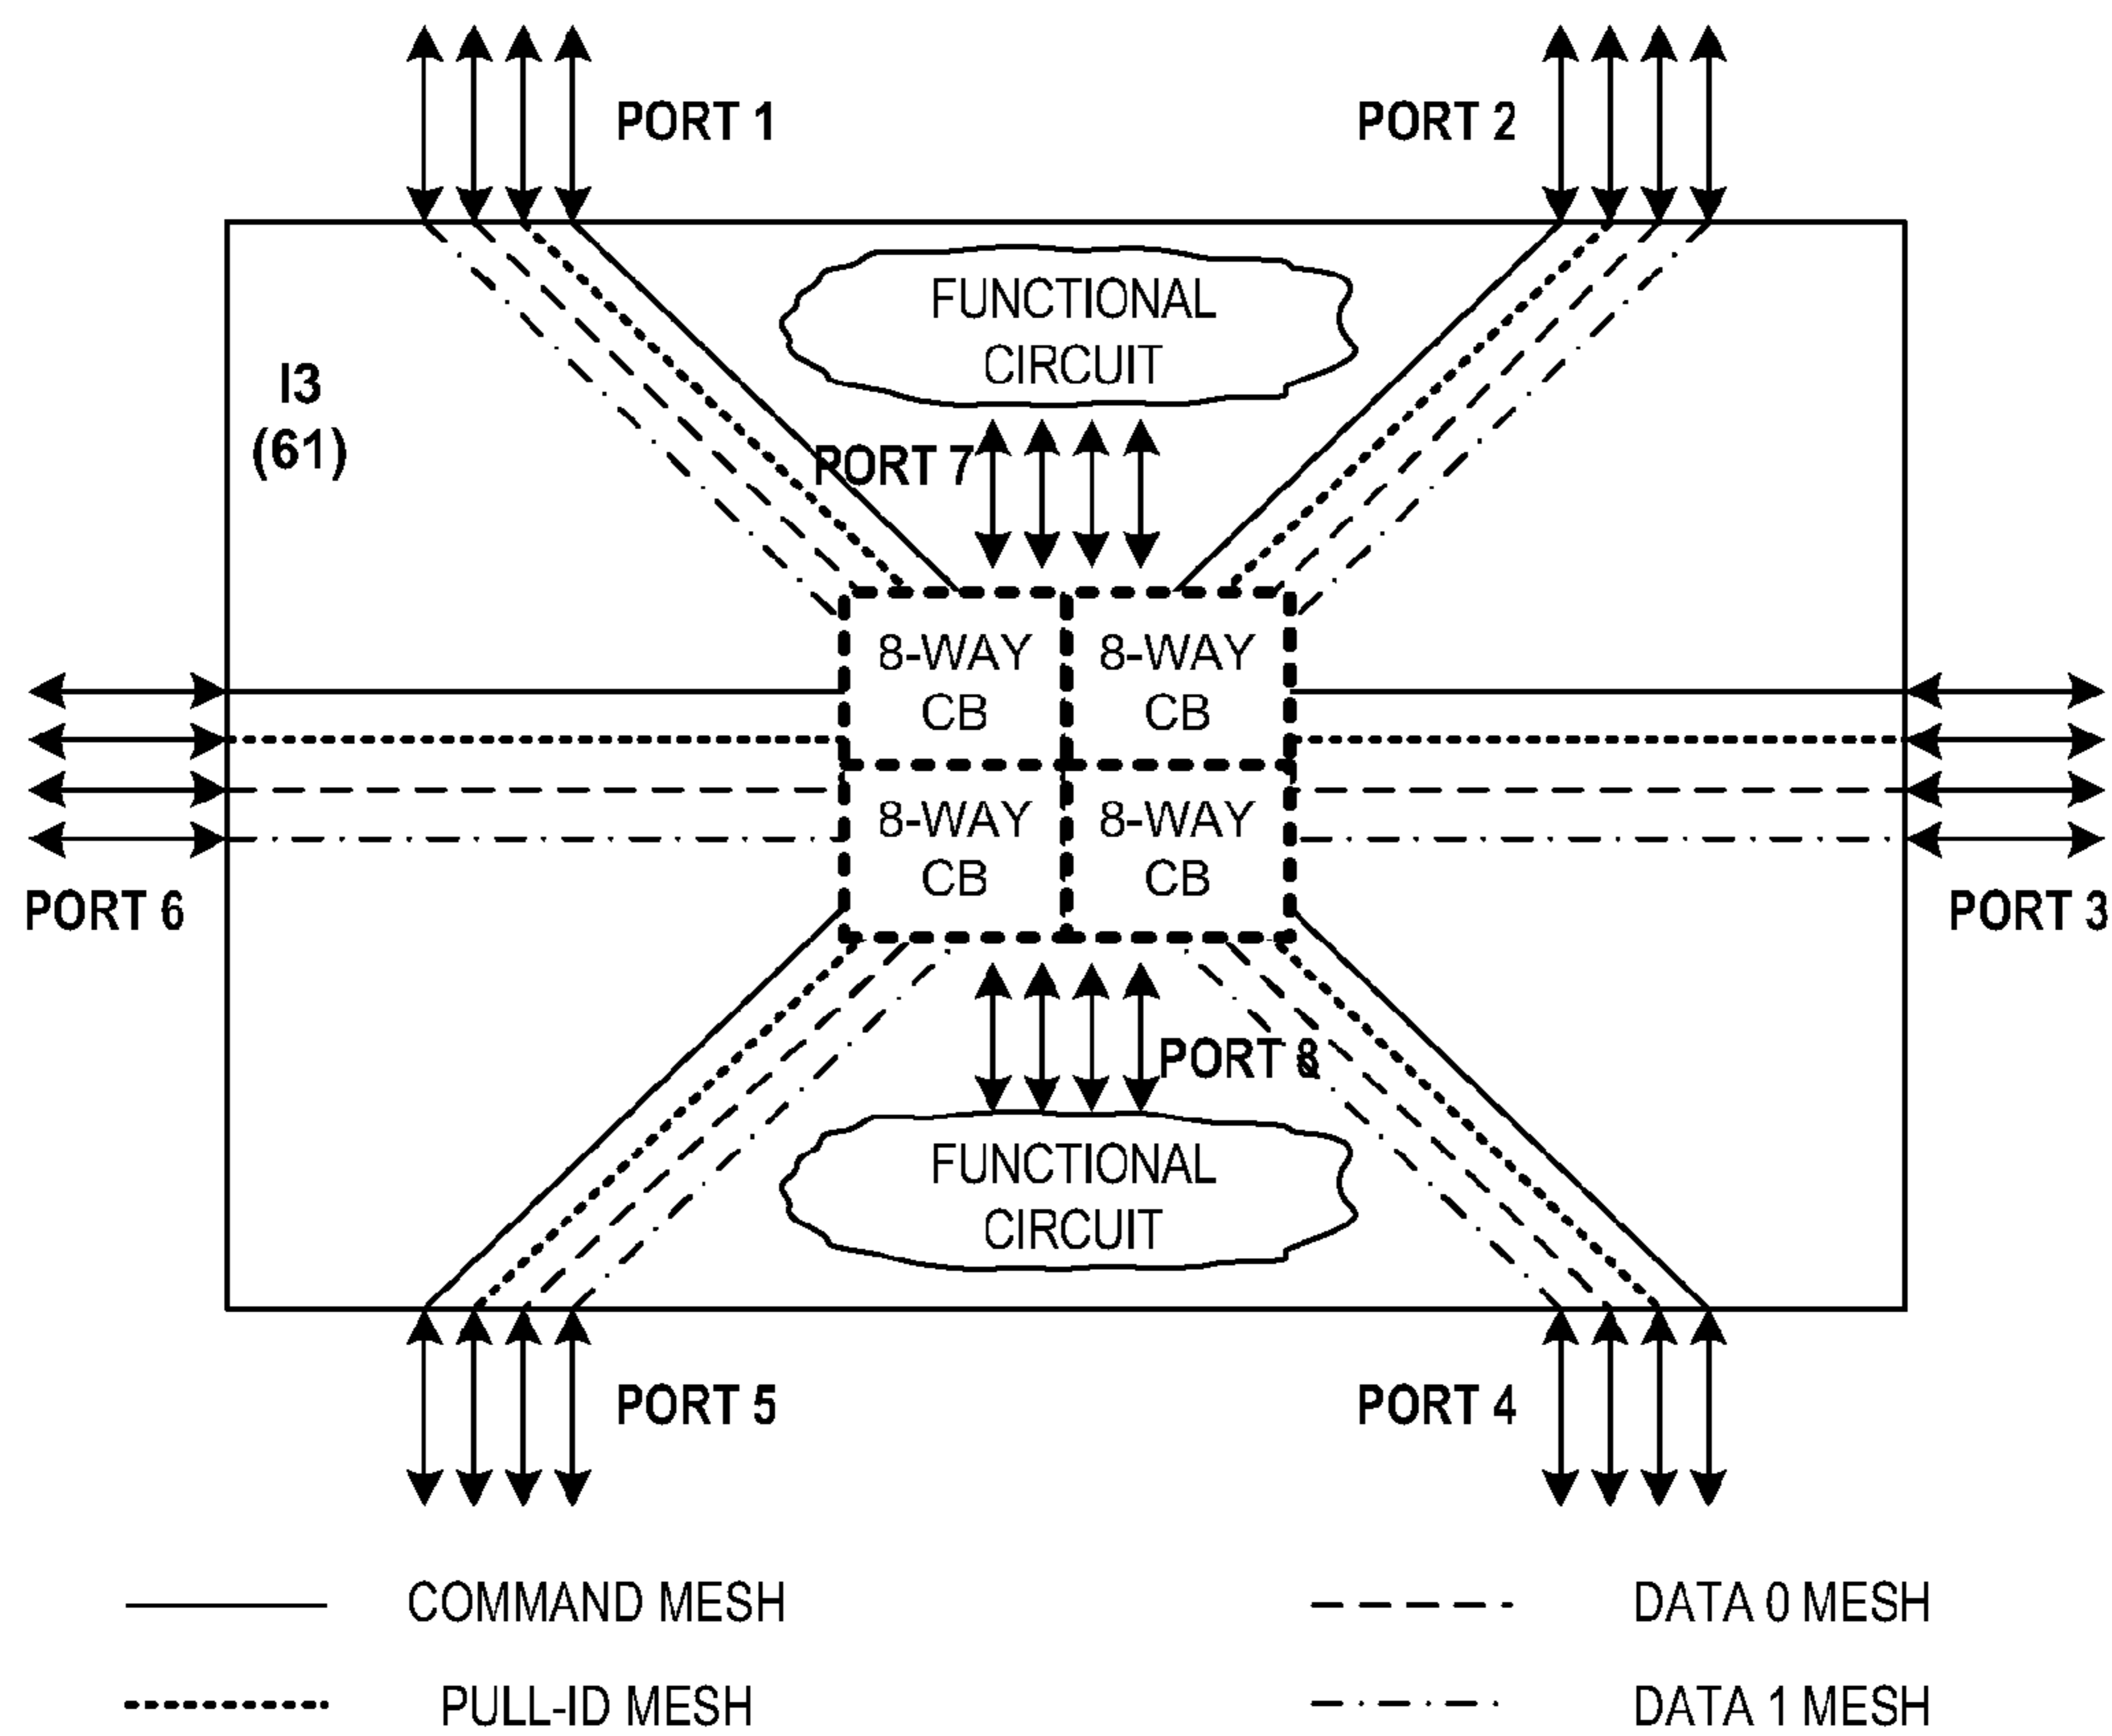 PORT 1
PORT 2
FUNCTIONAL
CIRCUIT
I3
(61)
PORT 7
8-WAY
CB
8-WAY
CB
8-WAY
CB
8-WAY
CB
PORT 6
PORT 3
PORT 8
FUNCTIONAL
CIRCUIT
PORT 5
PORT 4
COMMAND MESH
DATA 0 MESH
PULL-ID MESH
DATA 1 MESH